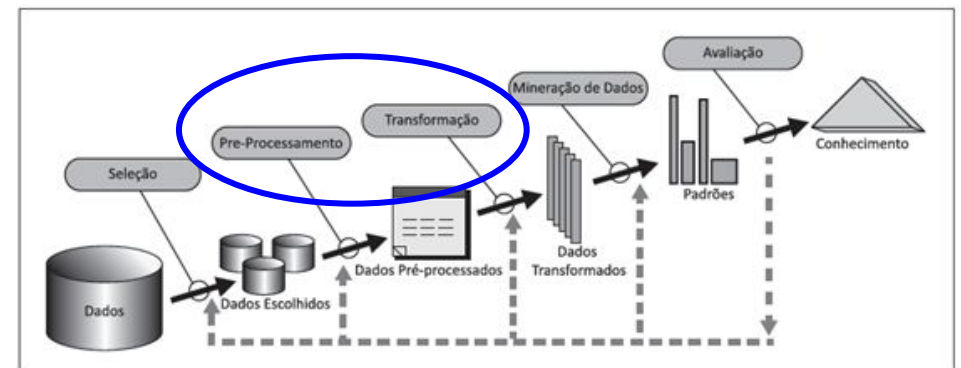 Avaliação
Mineração de Dados
Transformação
Pre-Processamento
Seleção
Conhecimento
Padrões
Dados
Transformados
Dados Pré-processados
Dados Escolhidos
Dados